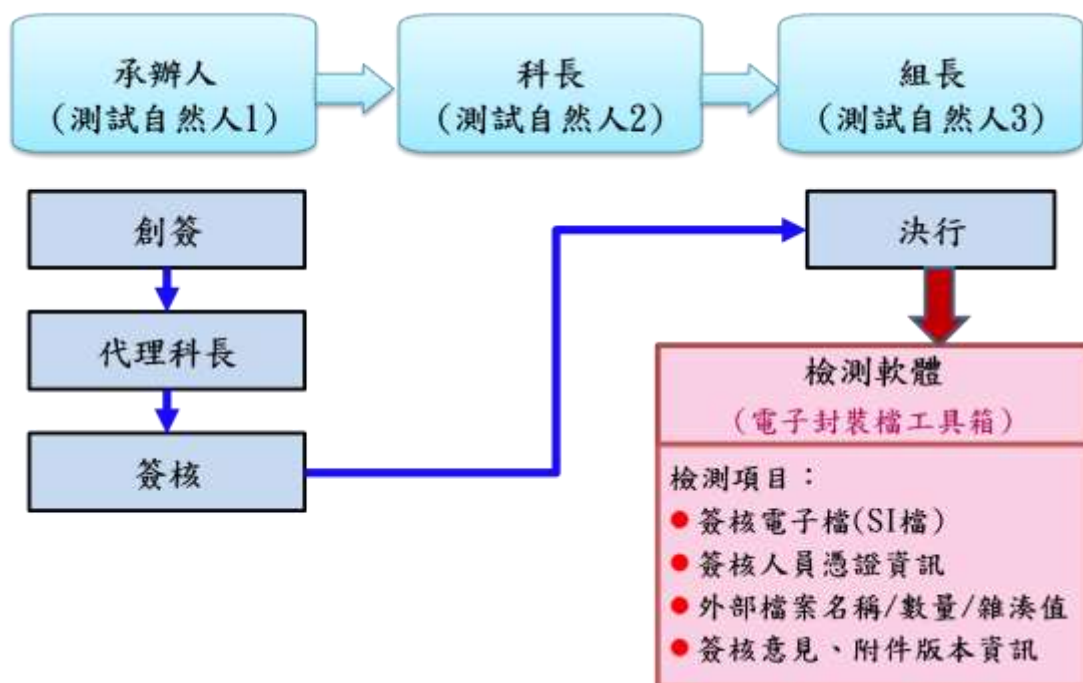 承辦人
(測試自然人1)
科長
(測試自然人2)
組長
(測試自然人3)
創簽
代理科長
簽核
決行
檢測軟體
(電子封裝檔工具箱)
檢測項目：
● 簽核電子檔(SI檔)
● 簽核人員憑證資訊
● 外部檔案名稱/數量/雜湊值
● 簽核意見、附件版本資訊